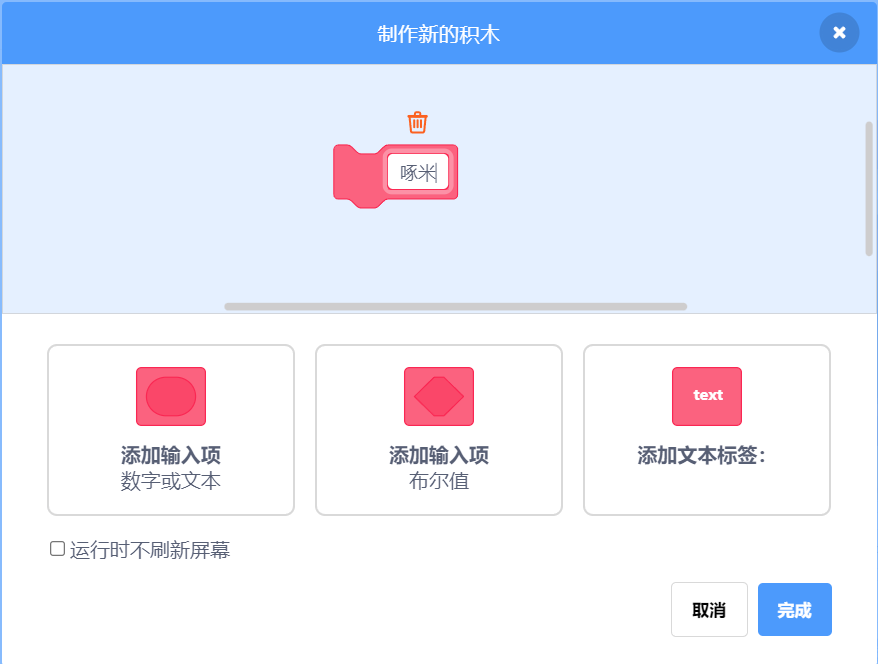 制作新的积木
啄米
text
添加输入项
数字或文本
添加输入项
布尔值
添加文本标签：
运行时不刷新屏幕
取消
完成